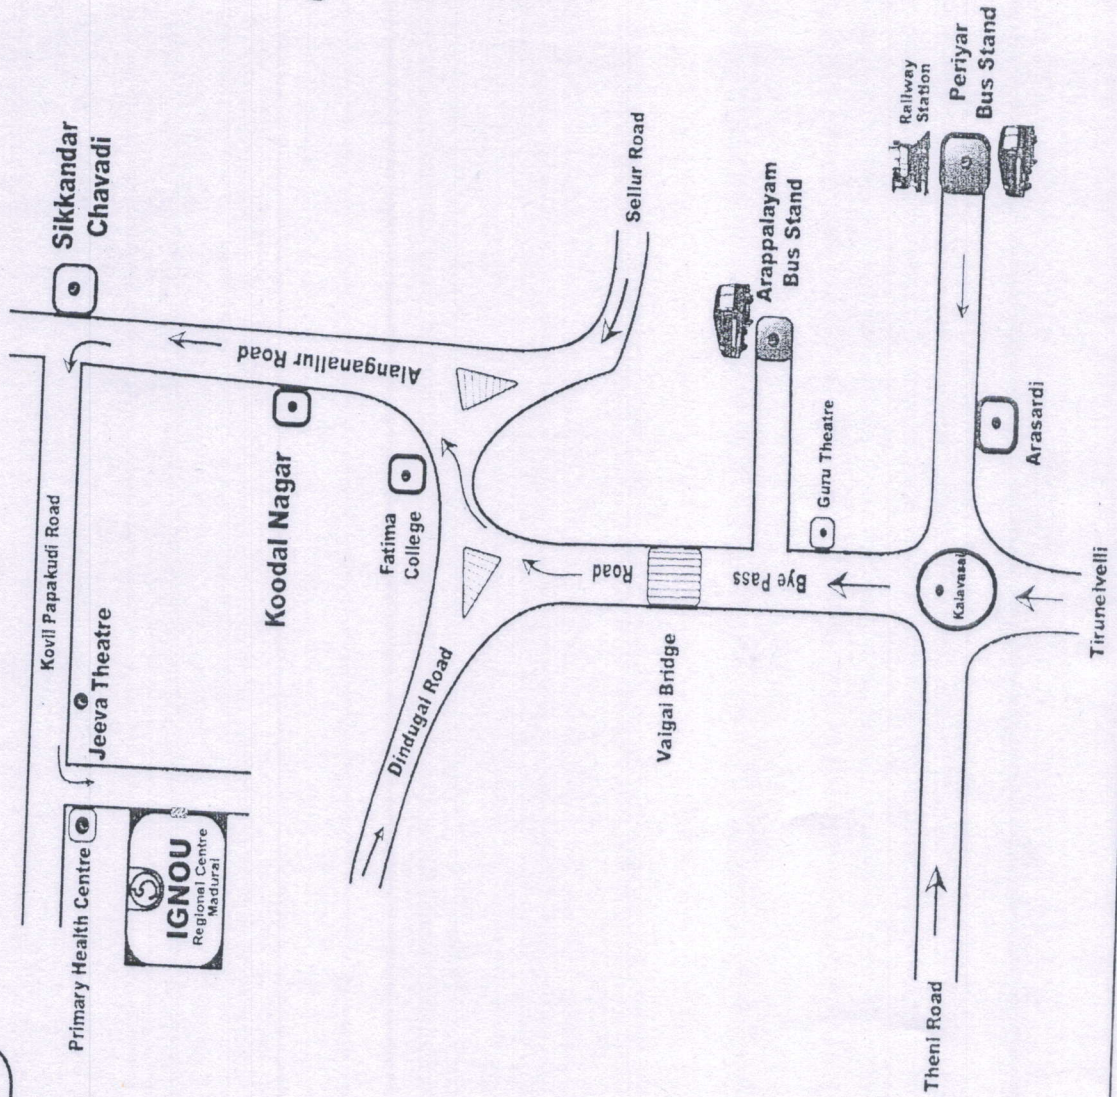 Sikkandar
Chavadi
Kovil Papakudi Road
Jeeva Theatre
Primary Health Centre
IGNOU
Regional Centre
Madurai
Alanganallur Road
Koodal Nagar
Fatima
College
Dindugal Road
Sellur Road
Road
Vaigai Bridge
Bye Pass
Arappalayam
Bus Stand
Guru Theatre
Railway
Station
Periyar
Bus Stand
Arasardi
Kalavasal
Theni Road
Tirunelvelli